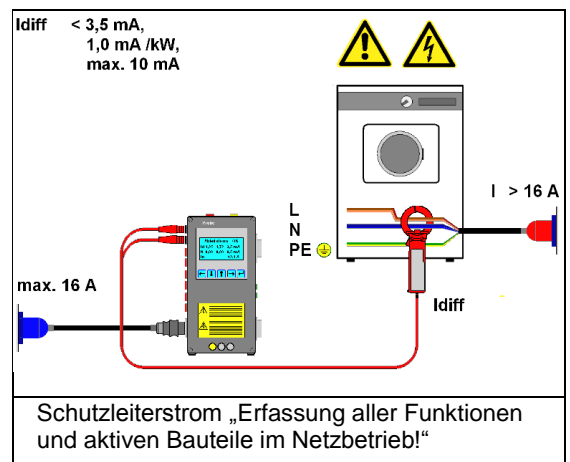 Idiff < 3,5 mA,
1,0 mA /kW,
max. 10 mA
L
N
PE
I > 16 A
Idiff
max. 16 A
Schutzleiterstrom „Erfassung aller Funktionen
und aktiven Bauteile im Netzbetrieb!“